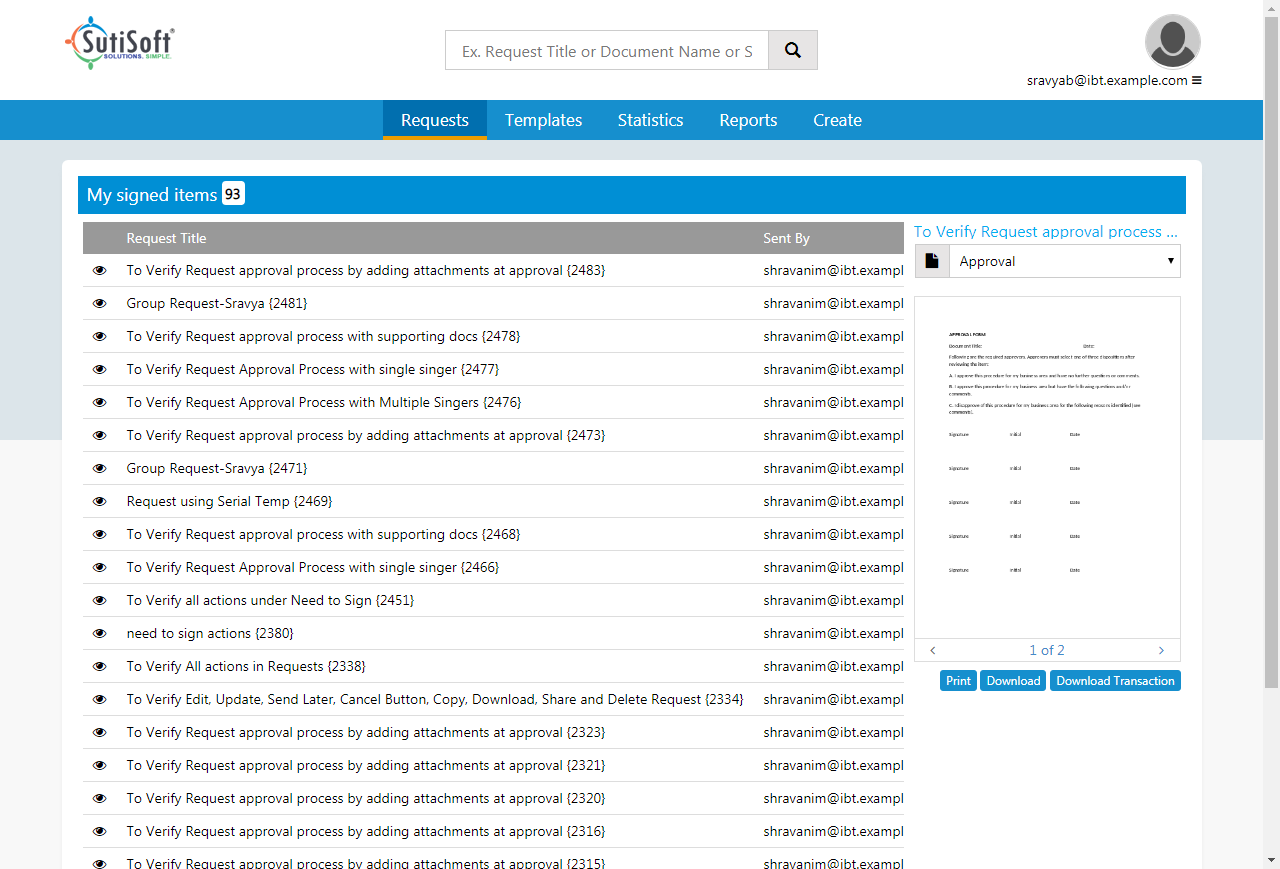 SutiSoft®
SOLUTIONS. SIMPLE.
Ex. Request Title or Document Name or S
sravyab@ibt.example.com
Requests Templates Statistics Reports Create
My signed items 93
Request Title Sent By
To Verify Request approval process by adding attachments at approval {2483} shravanim@ibt.exampl
Group Request-Sravya {2481} shravanim@ibt.exampl
To Verify Request approval process with supporting docs {2478} shravanim@ibt.exampl
To Verify Request Approval Process with single singer {2477} shravanim@ibt.exampl
To Verify Request Approval Process with Multiple Singers {2476} shravanim@ibt.exampl
To Verify Request approval process by adding attachments at approval {2473} shravanim@ibt.exampl
Group Request-Sravya {2471} shravanim@ibt.exampl
Request using Serial Temp {2469} shravanim@ibt.exampl
To Verify Request approval process with supporting docs {2468} shravanim@ibt.exampl
To Verify Request Approval Process with single singer {2466} shravanim@ibt.exampl
To Verify all actions under Need to Sign {2451} shravanim@ibt.exampl
need to sign actions {2380} shravanim@ibt.exampl
To Verify All actions in Requests {2338} shravanim@ibt.exampl
To Verify Edit, Update, Send Later, Cancel Button, Copy, Download, Share and Delete Request {2334} shravanim@ibt.exampl
To Verify Request approval process by adding attachments at approval {2323} shravanim@ibt.exampl
To Verify Request approval process by adding attachments at approval {2321} shravanim@ibt.exampl
To Verify Request approval process by adding attachments at approval {2320} shravanim@ibt.exampl
To Verify Request approval process by adding attachments at approval {2316} shravanim@ibt.exampl
To Verify Request approval process by adding attachments at approval {2315} shravanim@ibt.exampl
To Verify Request approval process ...
Approval
APPROVAL FORM
Document Title: Date:
Following are the required approvers. Approvers must select one of three dispositions after
reviewing the item:
A. I approve this procedure for my business area and have no further questions or comments.
B. I approve this procedure for my business area but have the following questions and/or
comments.
C. I disapprove of this procedure for my business area for the following reasons identified (see
comments).
Signature Initial Date
Signature Initial Date
Signature Initial Date
Signature Initial Date
Signature Initial Date
1 of 2
Print Download Download Transaction